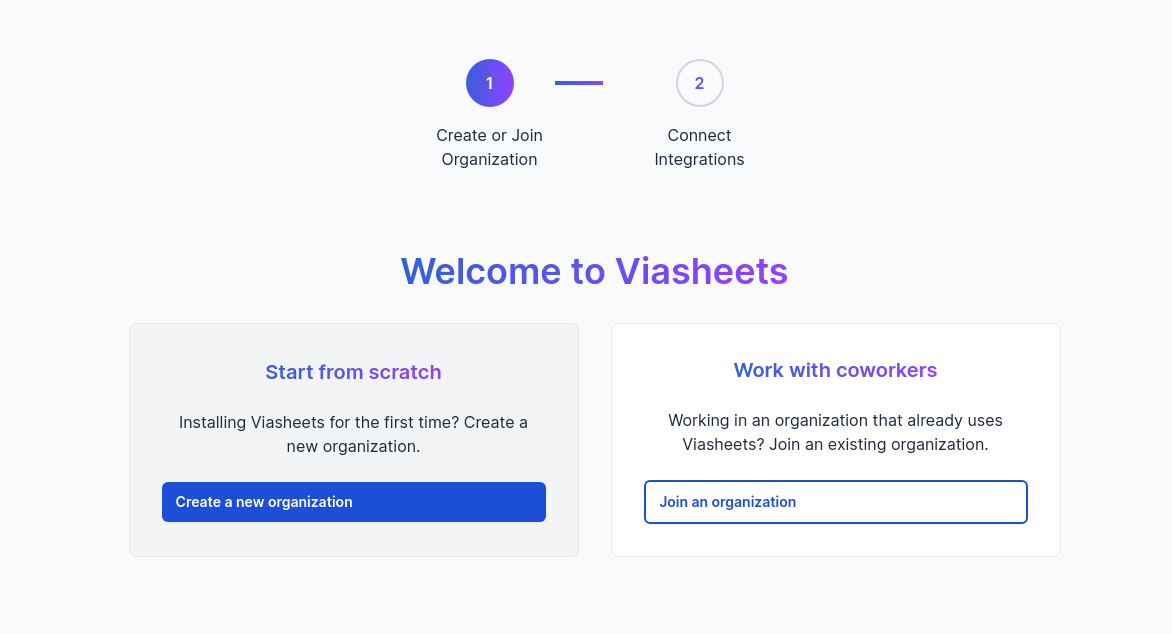 1
2
Create or Join
Organization
Connect
Integrations
Welcome to Viasheets
Start from scratch
Installing Viasheets for the first time? Create a
new organization.
Create a new organization
Work with coworkers
Working in an organization that already uses
Viasheets? Join an existing organization.
Join an organization